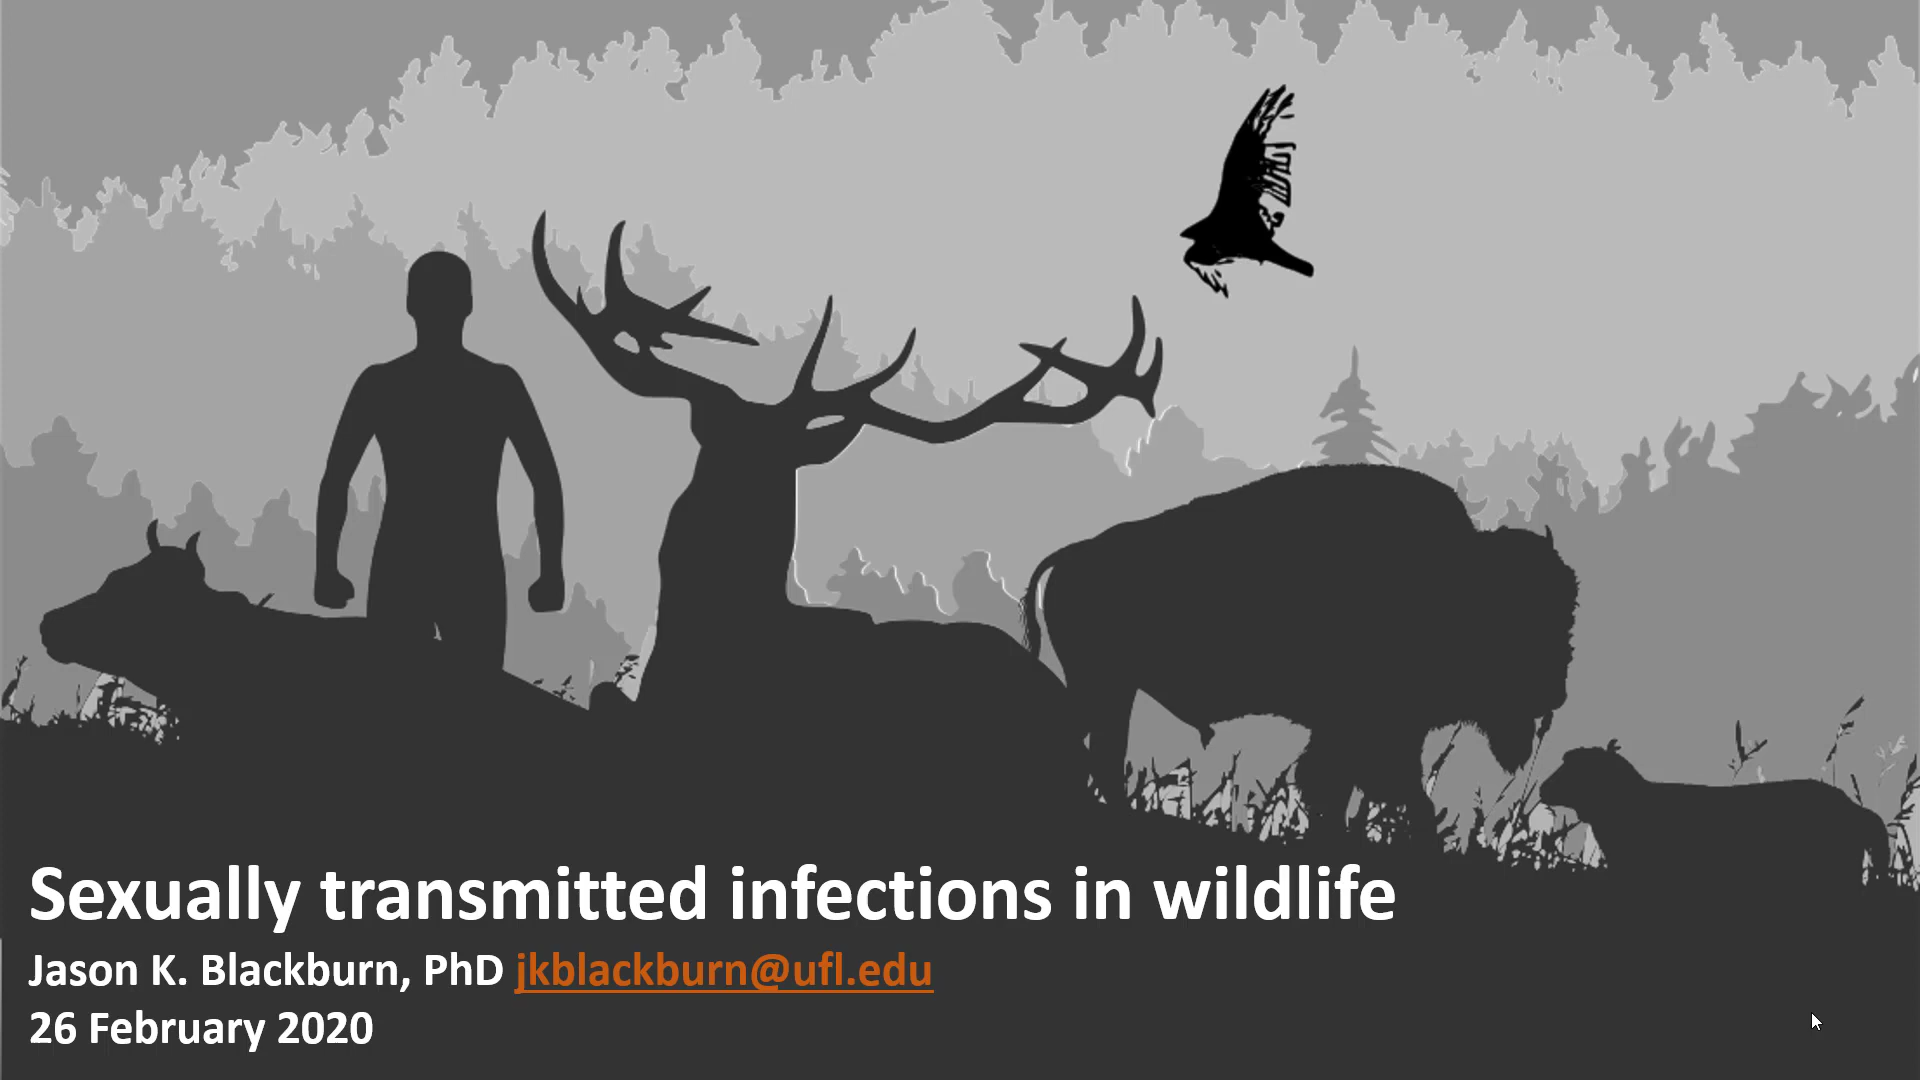 Sexually transmitted infections in wildlife
Jason K. Blackburn, PhD jkblackburn@ufl.edu
26 February 2020